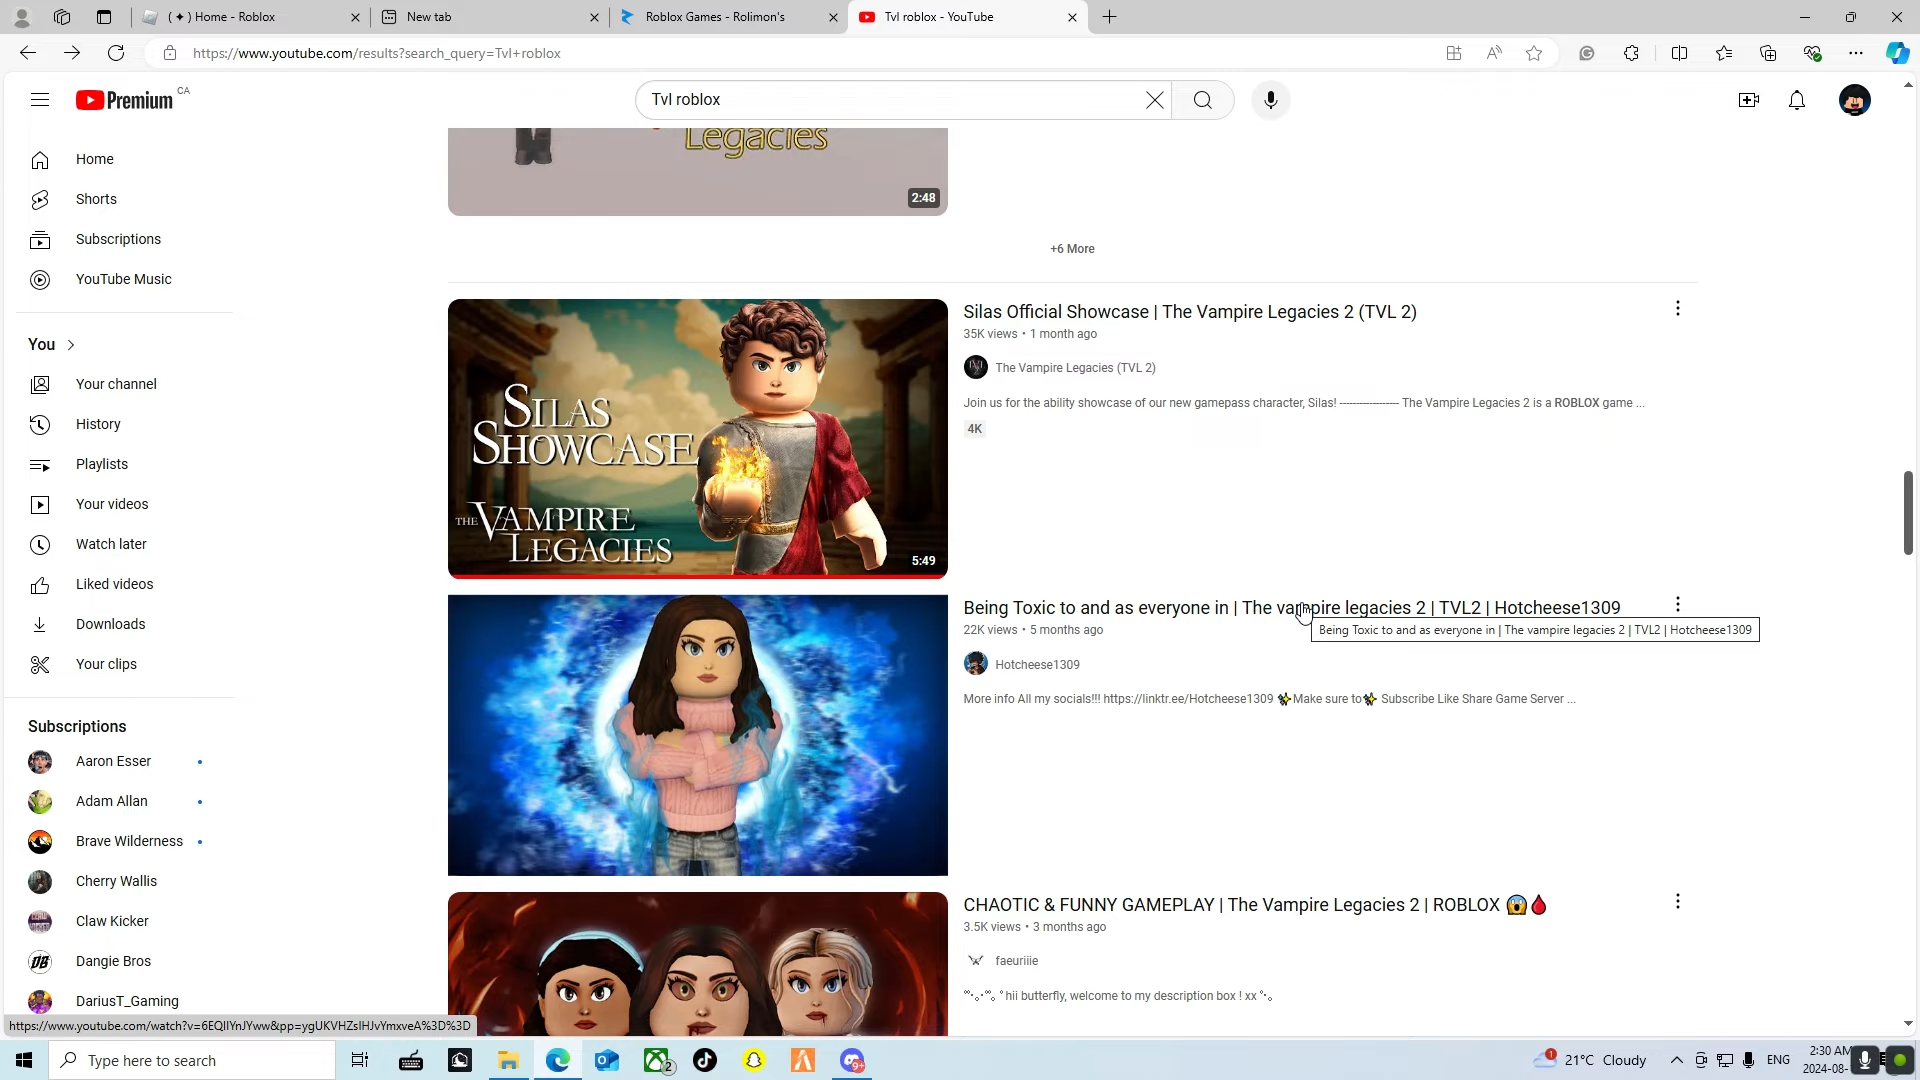 ( ✦ ) Home - Roblox
New tab
Roblox Games - Rolimon's
Tvl roblox - YouTube
https://www.youtube.com/results?search_query=Tvl+roblox
Premium CA
Tvl roblox
Home
Shorts
Subscriptions
YouTube Music
You
Your channel
History
Playlists
Your videos
Watch later
Liked videos
Downloads
Your clips
Subscriptions
Aaron Esser
Adam Allan
Brave Wilderness
Cherry Wallis
Claw Kicker
Dangie Bros
DariusT_Gaming
Legacies
2:48
+6 More
SILAS
SHOWCASE
THE VAMPIRE
LEGACIES
5:49
Silas Official Showcase | The Vampire Legacies 2 (TVL 2)
35K views • 1 month ago
The Vampire Legacies (TVL 2)
Join us for the ability showcase of our new gamepass character, Silas! ----------------- The Vampire Legacies 2 is a ROBLOX game ...
4K
Being Toxic to and as everyone in | The vampire legacies 2 | TVL2 | Hotcheese1309
22K views • 5 months ago
Being Toxic to and as everyone in | The vampire legacies 2 | TVL2 | Hotcheese1309
Hotcheese1309
More info All my socials!!! https://linktr.ee/Hotcheese1309 ✨Make sure to✨ Subscribe Like Share Game Server ...
CHAOTIC & FUNNY GAMEPLAY | The Vampire Legacies 2 | ROBLOX 😱🩸
3.5K views • 3 months ago
faeuriiie
hii butterfly, welcome to my description box ! xx
https://www.youtube.com/watch?v=6EQIlYnJYww&pp=ygUKVHZsIHJvYmxveA%3D%3D
Type here to search
2
9+
1
21°C Cloudy
ENG
2:30 AM
2024-08-